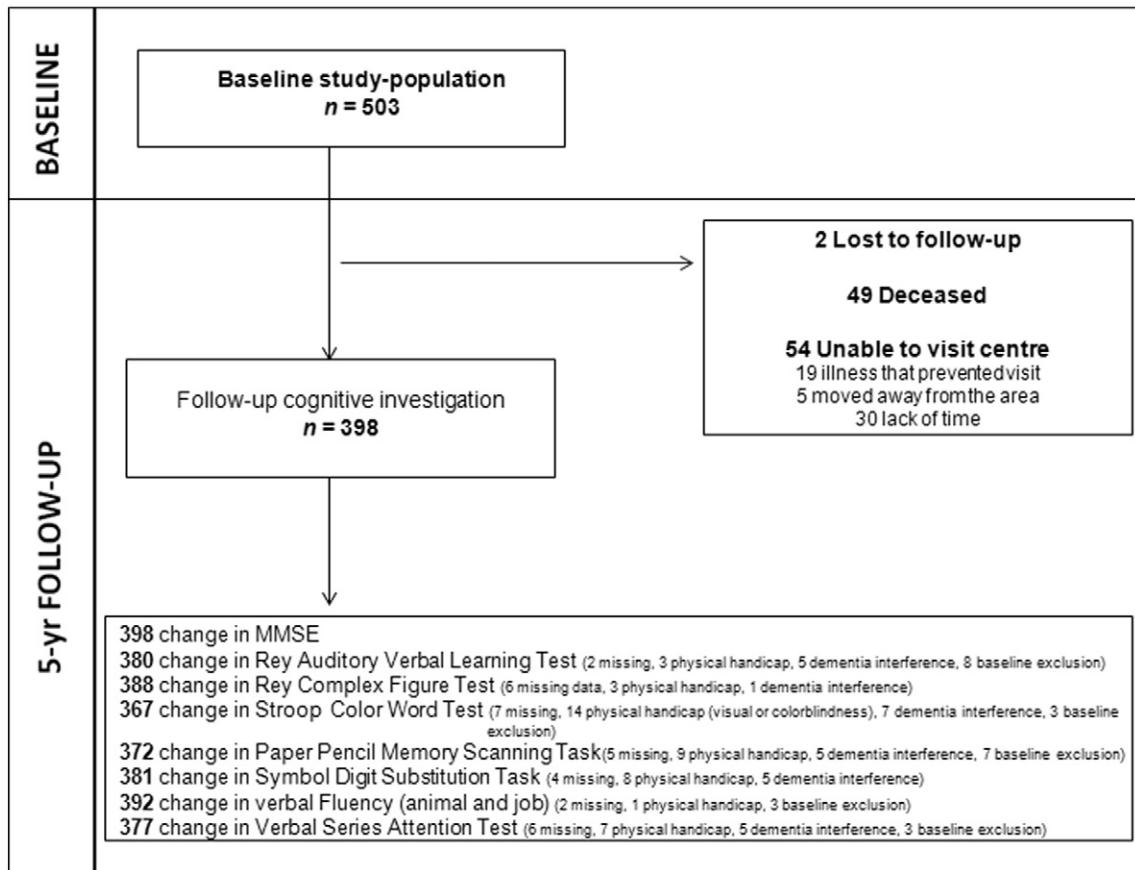 BASELINE
Baseline study-population
n = 503
5-yr FOLLOW-UP
2 Lost to follow-up
49 Deceased
54 Unable to visit centre
19 illness that prevented visit
5 moved away from the area
30 lack of time
Follow-up cognitive investigation
n = 398
398 change in MMSE
380 change in Rey Auditory Verbal Learning Test (2 missing, 3 physical handicap, 5 dementia interference, 8 baseline exclusion)
388 change in Rey Complex Figure Test (6 missing data, 3 physical handicap, 1 dementia interference)
367 change in Stroop Color Word Test (7 missing, 14 physical handicap (visual or colorblindness), 7 dementia interference, 3 baseline
exclusion)
372 change in Paper Pencil Memory Scanning Task(5 missing, 9 physical handicap, 5 dementia interference, 7 baseline exclusion)
381 change in Symbol Digit Substitution Task (4 missing, 8 physical handicap, 5 dementia interference)
392 change in verbal Fluency (animal and job) (2 missing, 1 physical handicap, 3 baseline exclusion)
377 change in Verbal Series Attention Test (6 missing, 7 physical handicap, 5 dementia interference, 3 baseline exclusion)